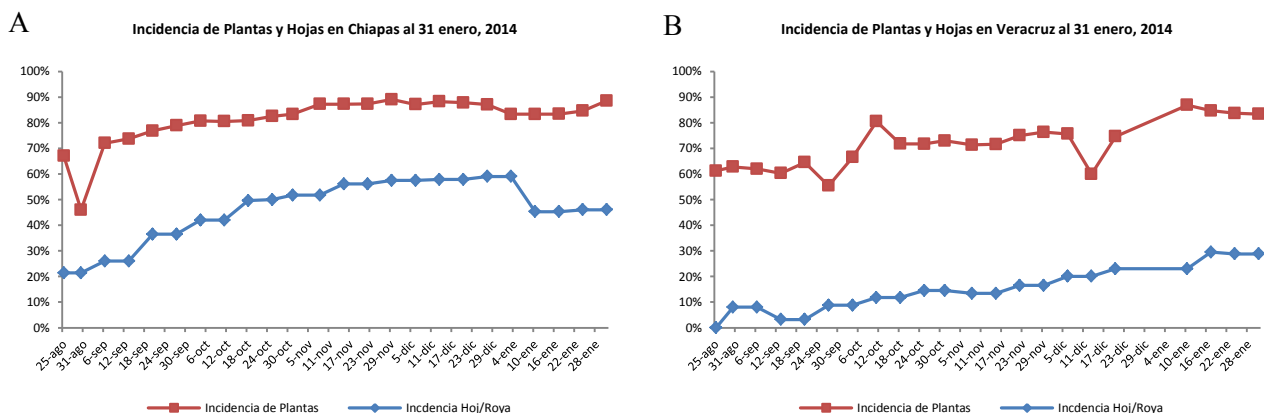 A
Incidencia de Plantas y Hojas en Chiapas al 31 enero, 2014
100%
90%
80%
70%
60%
50%
40%
30%
20%
10%
0%
25-ago
31-ago
6-sep
12-sep
18-sep
24-sep
30-sep
6-oct
12-oct
18-oct
24-oct
30-oct
5-nov
11-nov
17-nov
23-nov
29-nov
5-dic
11-dic
17-dic
23-dic
29-dic
4-ene
10-ene
16-ene
22-ene
28-ene
Incidencia de Plantas
Incdencia Hoj/Roya
B
Incidencia de Plantas y Hojas en Veracruz al 31 enero, 2014
100%
90%
80%
70%
60%
50%
40%
30%
20%
10%
0%
25-ago
31-ago
6-sep
12-sep
18-sep
24-sep
30-sep
6-oct
12-oct
18-oct
24-oct
30-oct
5-nov
11-nov
17-nov
23-nov
29-nov
5-dic
11-dic
17-dic
23-dic
29-dic
4-ene
10-ene
16-ene
22-ene
28-ene
Incidencia de Plantas
Incdencia Hoj/Roya